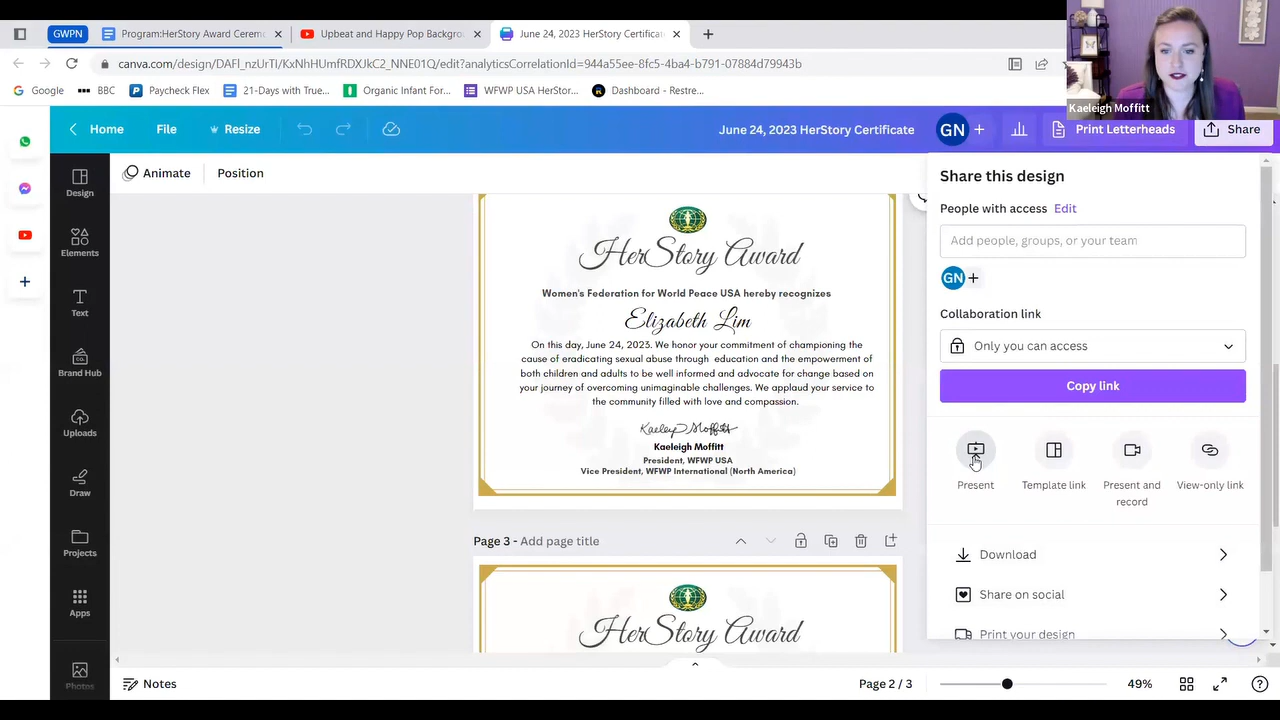 GWPN
Program:HerStory Award Ceremo
Upbeat and Happy Pop Backgrou
June 24, 2023 HerStory Certificat
canva.com/design/DAFl_nzUrTI/KxNhHUmfRDXJkC2_NNE01Q/edit?analyticsCorrelationId=944a55ee-8fc5-4ba4-b791-07884d79943b
Google
BBC
Paycheck Flex
21-Days with True...
Organic Infant For...
WFWP USA HerStor...
Dashboard - Restre...
Kaeleigh Moffitt
Home
File
Resize
June 24, 2023 HerStory Certificate
GN
Print Letterheads
Share
Animate
Position
Design
Elements
Text
Brand Hub
Uploads
Draw
Projects
Apps
Photos
HerStory Award
Women's Federation for World Peace USA hereby recognizes
Elizabeth Lim
On this day, June 24, 2023. We honor your commitment of championing the
cause of eradicating sexual abuse through education and the empowerment of
both children and adults to be well informed and advocate for change based on
your journey of overcoming unimaginable challenges. We applaud your service to
the community filled with love and compassion.
Kaeleigh Moffitt
President, WFWP USA
Vice President, WFWP International (North America)
Page 3 - Add page title
HerStory Award
Share this design
People with access Edit
Add people, groups, or your team
GN
Collaboration link
Only you can access
Copy link
Present
Template link
Present and
record
View-only link
Download
Share on social
Print your design
Notes
Page 2 / 3
49%